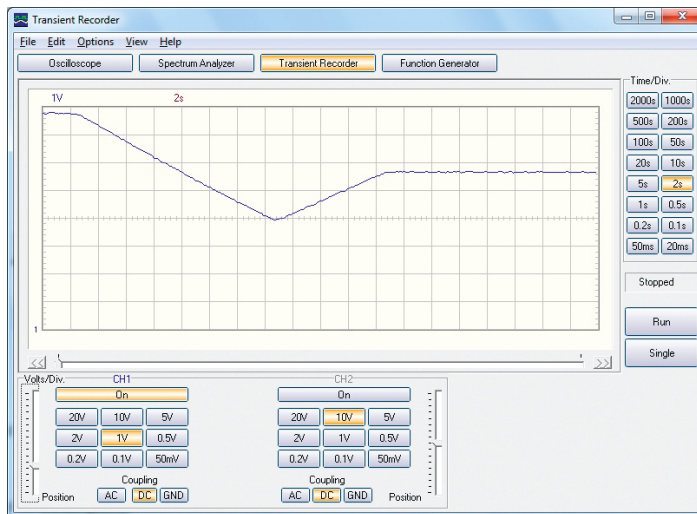 Transient Recorder
File Edit Options View Help
Oscilloscope Spectrum Analyzer Transient Recorder Function Generator
1V 2s
1
Time/Div.
2000s 1000s
500s 200s
100s 50s
20s 10s
5s 2s
1s 0.5s
0.2s 0.1s
50ms 20ms
Stopped
Run
Single
<< >>
Volts/Div. CH1
On
20V 10V 5V
2V 1V 0.5V
0.2V 0.1V 50mV
Coupling
Position AC DC GND
CH2
On
20V 10V 5V
2V 1V 0.5V
0.2V 0.1V 50mV
Coupling
AC DC GND Position